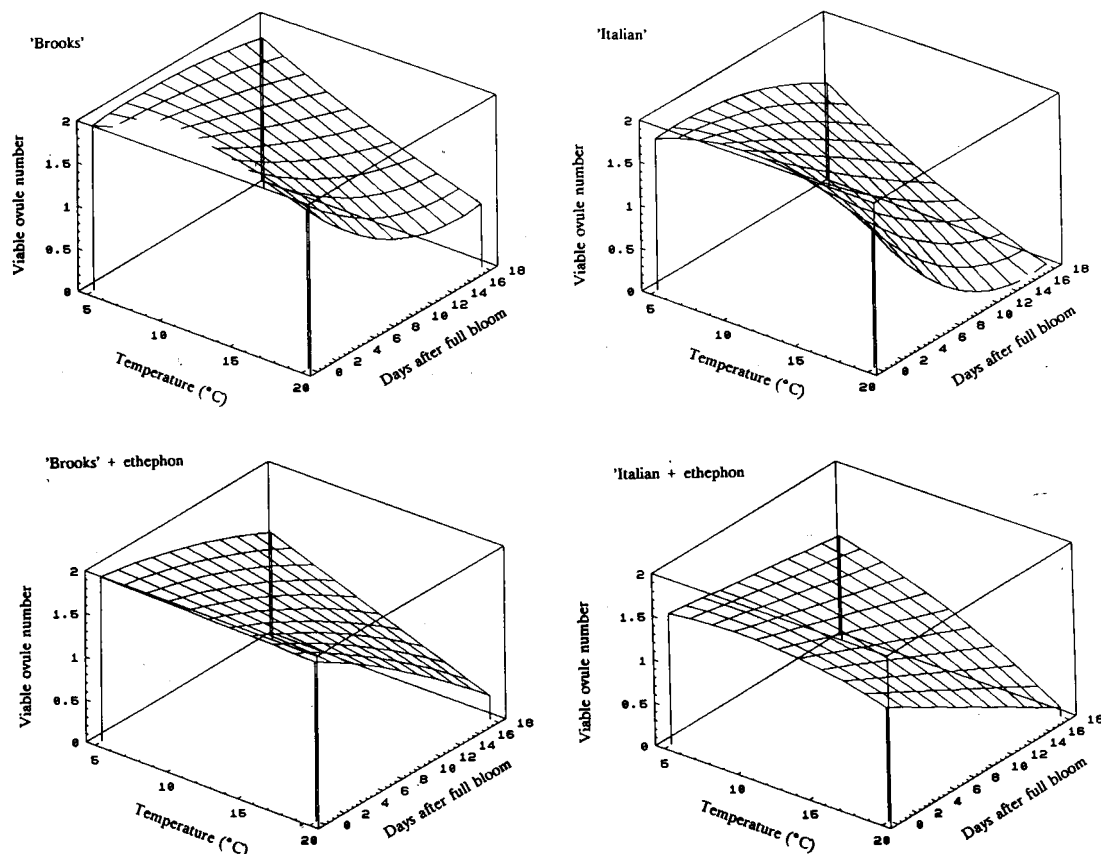 'Brooks'
Viable ovule number
2
1.5
1
0.5
0
5
10
15
20
Temperature (°C)
0 2 4 6 8 10 12 14 16 18
Days after full bloom
'Italian'
Viable ovule number
2
1.5
1
0.5
0
5
10
15
20
Temperature (°C)
0 2 4 6 8 10 12 14 16 18
Days after full bloom
'Brooks' + ethephon
Viable ovule number
2
1.5
1
0.5
0
5
10
15
20
Temperature (°C)
0 2 4 6 8 10 12 14 16 18
Days after full bloom
'Italian + ethephon
Viable ovule number
2
1.5
1
0.5
0
5
10
15
20
Temperature (°C)
0 2 4 6 8 10 12 14 16 18
Days after full bloom